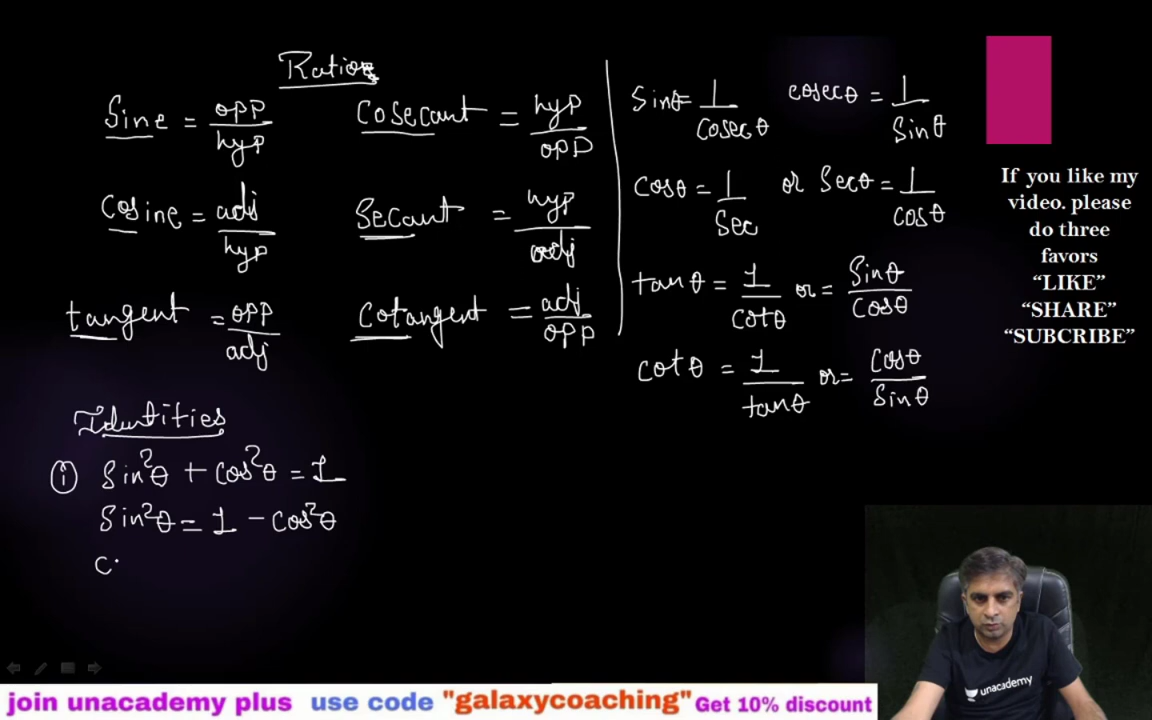 Ratios
Sine = opp/hyp
Cosecant = hyp/opp
Cosine = adj/hyp
Secant = hyp/adj
tangent = opp/adj
Cotangent = adj/opp
Sinθ = 1/Cosecθ cosecθ = 1/Sinθ
Cosθ = 1/Sec or Secθ = 1/Cosθ
tanθ = 1/Cotθ or = Sinθ/Cosθ
Cotθ = 1/tanθ or = Cosθ/Sinθ
Identities
(i) Sin²θ + Cos²θ = 1
Sin²θ = 1 - Cos²θ
C
If you like my
video. please
do three
favors
“LIKE”
“SHARE”
“SUBCRIBE”
unacademy
join unacademy plus use code "galaxycoaching" Get 10% discount